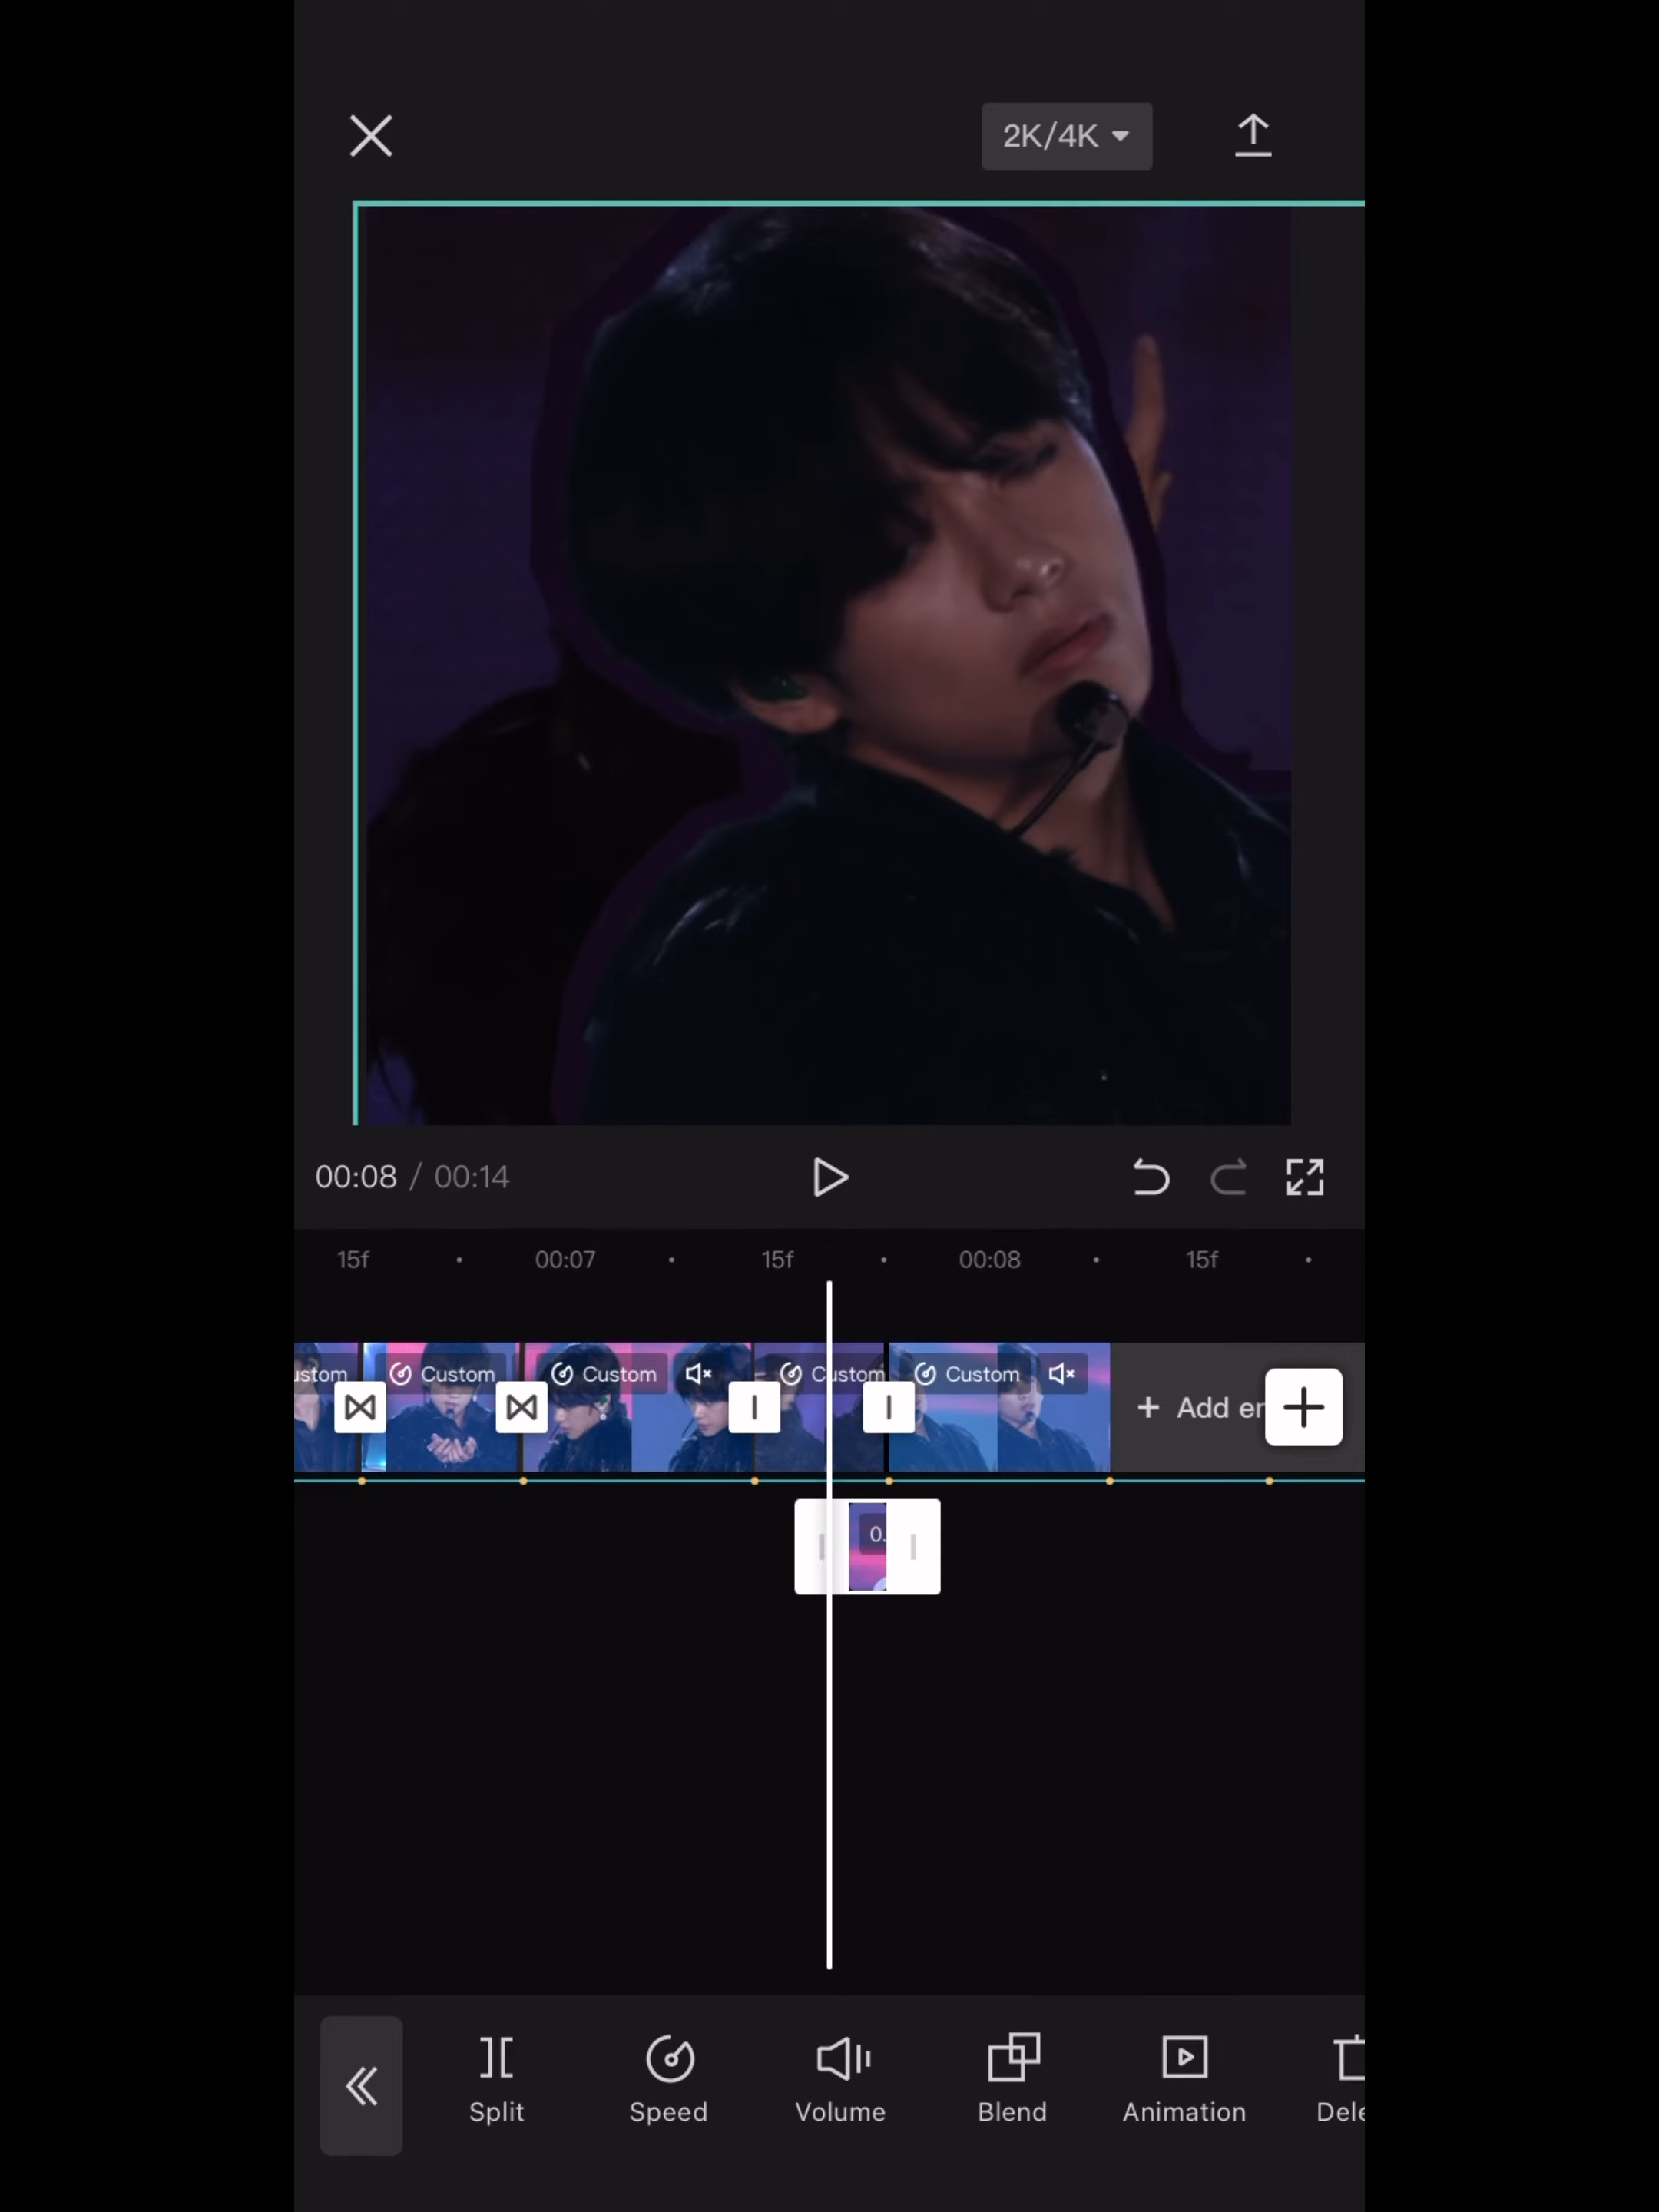 2K/4K
00:08 / 00:14
15f 00:07 15f 00:08 15f
ustom Custom Custom Custom Custom
+ Add er
0.
Split Speed Volume Blend Animation Dele